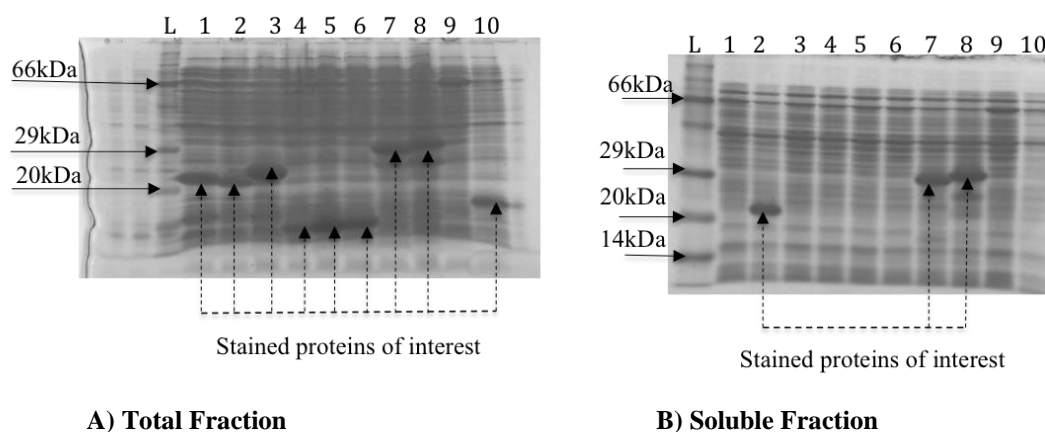 L 1 2 3 4 5 6 7 8 9 10
66kDa
29kDa
20kDa
Stained proteins of interest
A) Total Fraction
L 1 2 3 4 5 6 7 8 9 10
66kDa
29kDa
20kDa
14kDa
Stained proteins of interest
B) Soluble Fraction